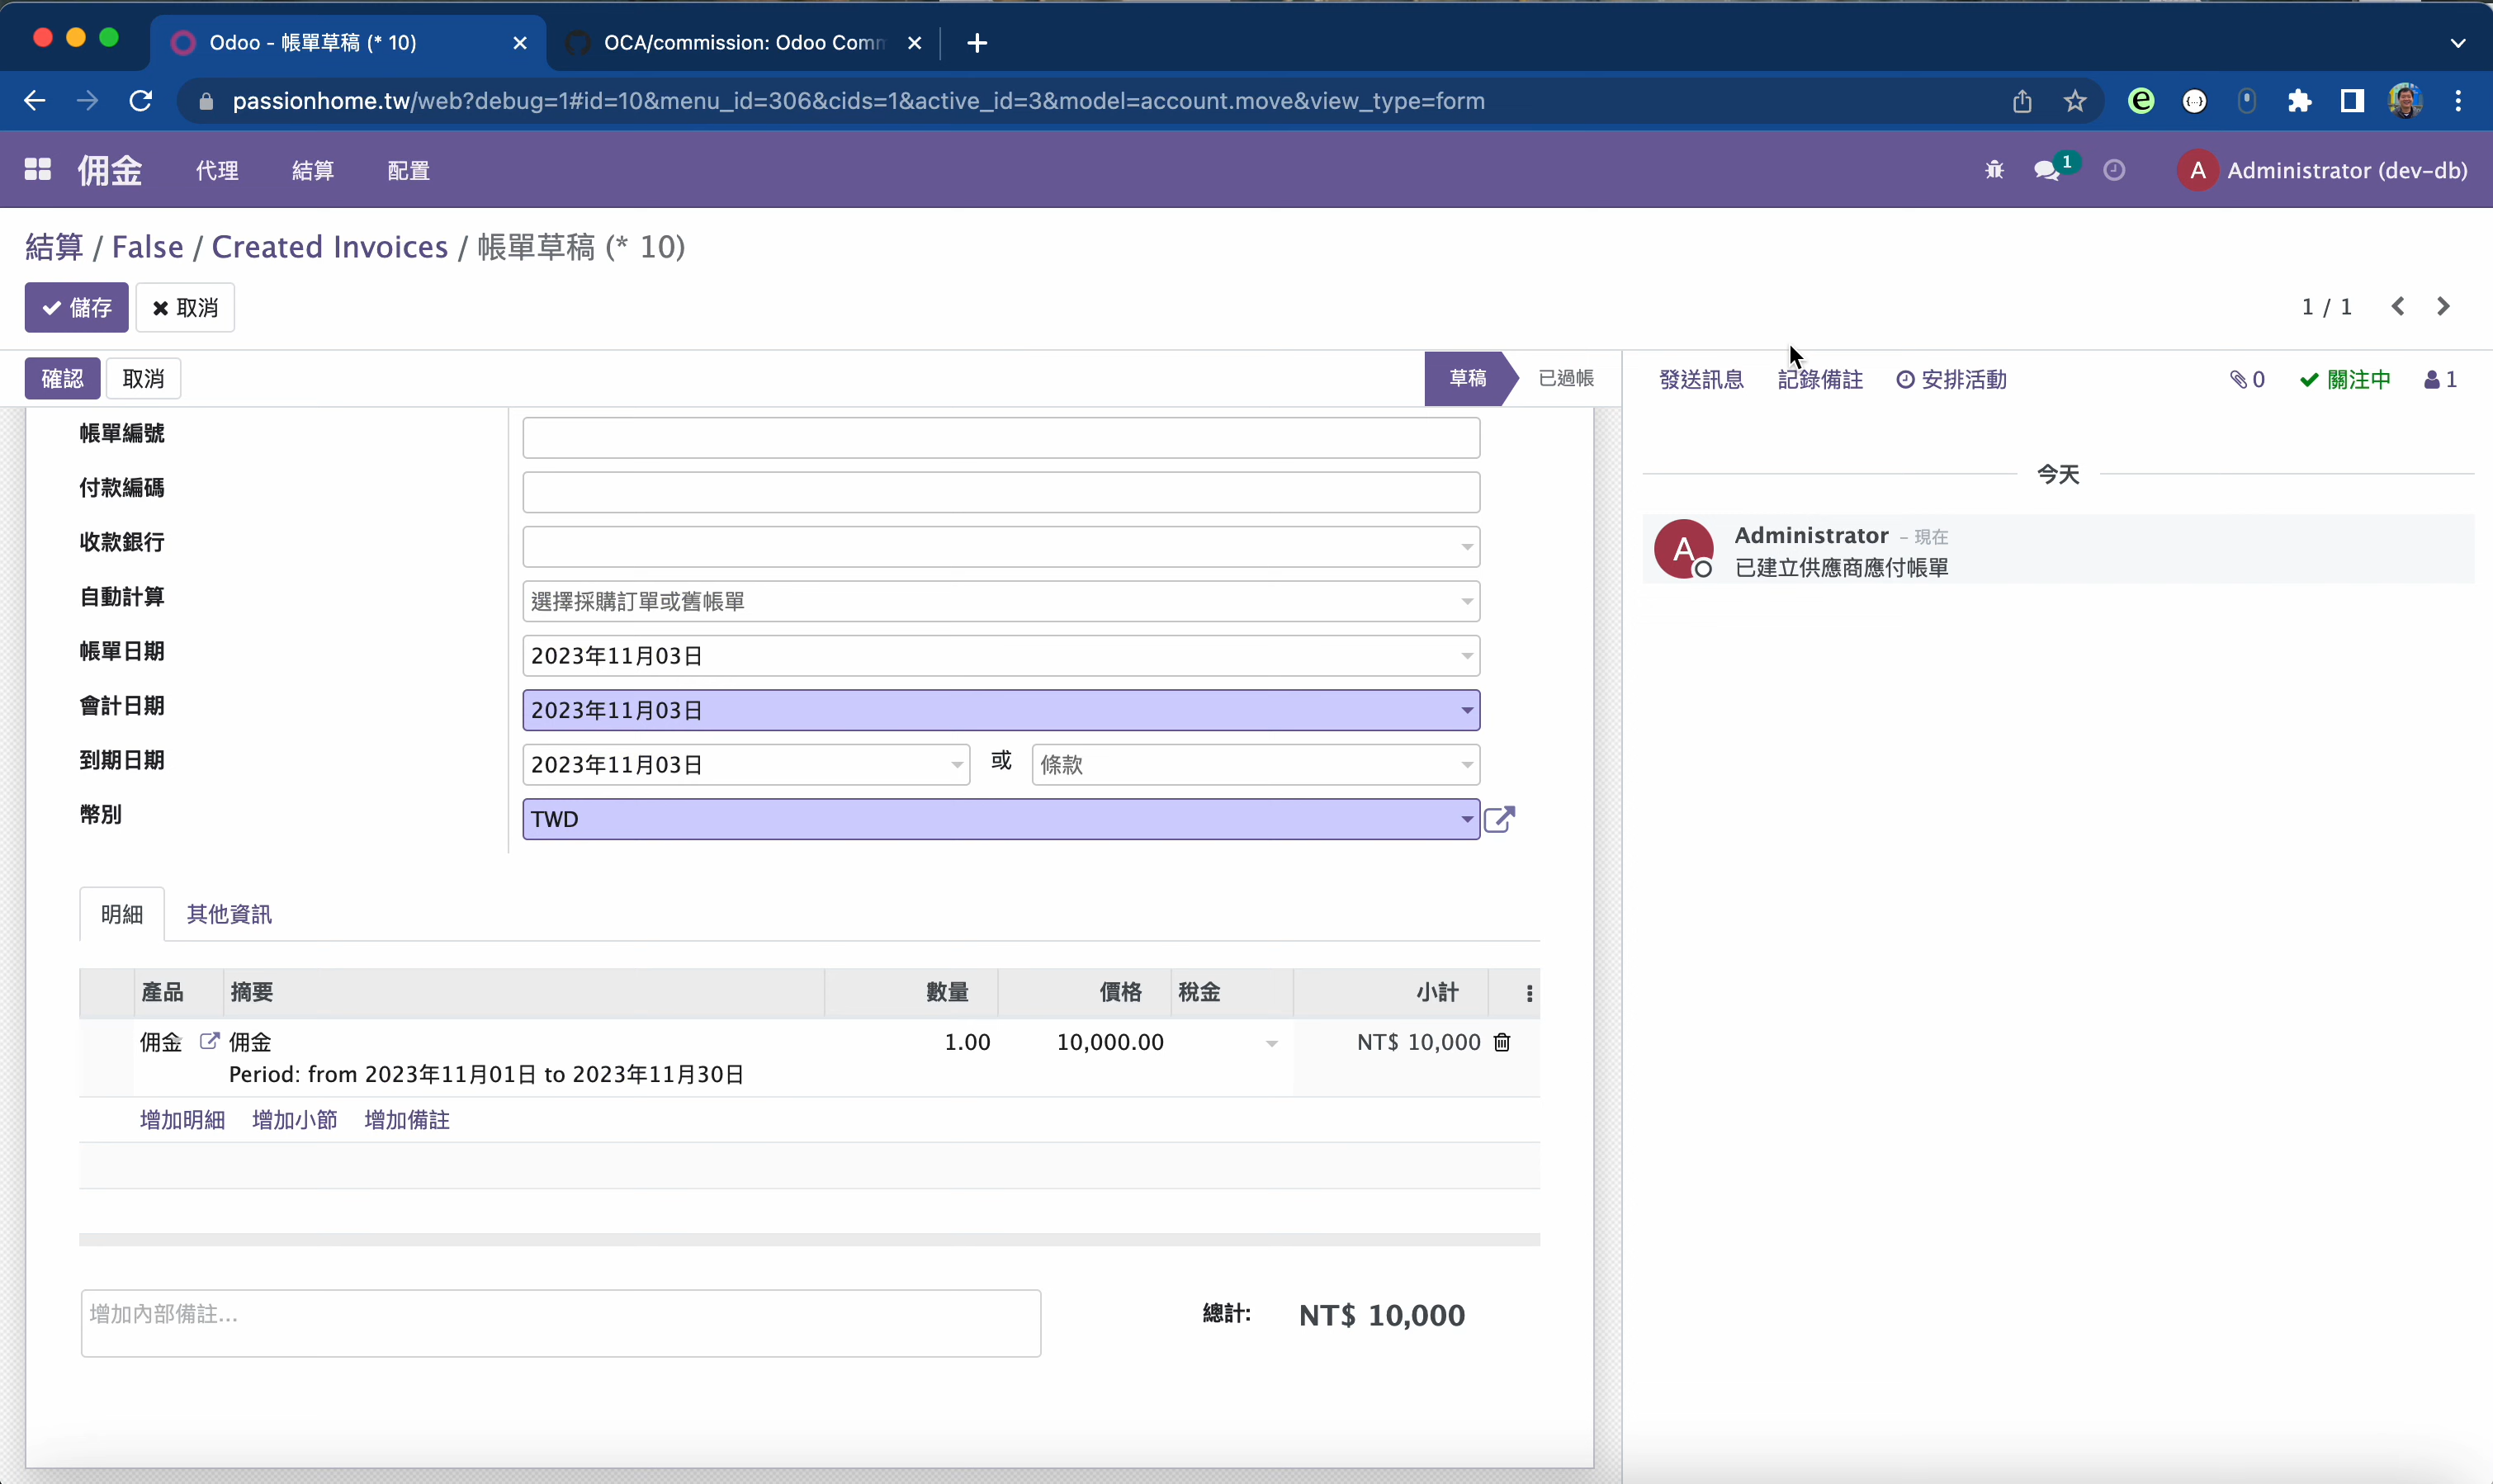 Odoo - 帳單草稿 (* 10)
OCA/commission: Odoo Comm
passionhome.tw/web?debug=1#id=10&menu_id=306&cids=1&active_id=3&model=account.move&view_type=form
佣金 代理 結算 配置
1 A Administrator (dev-db)
結算 / False / Created Invoices / 帳單草稿 (* 10)
儲存 取消
1 / 1
確認 取消
草稿 已過帳
發送訊息 記錄備註 安排活動 0 關注中 1
帳單編號
付款編碼
收款銀行
自動計算 選擇採購訂單或舊帳單
帳單日期 2023年11月03日
會計日期 2023年11月03日
到期日期 2023年11月03日 或 條款
幣別 TWD
今天
A Administrator - 現在
已建立供應商應付帳單
明細 其他資訊
產品 摘要 數量 價格 稅金 小計
佣金 佣金 1.00 10,000.00 NT$ 10,000
Period: from 2023年11月01日 to 2023年11月30日
增加明細 增加小節 增加備註
增加內部備註...
總計: NT$ 10,000